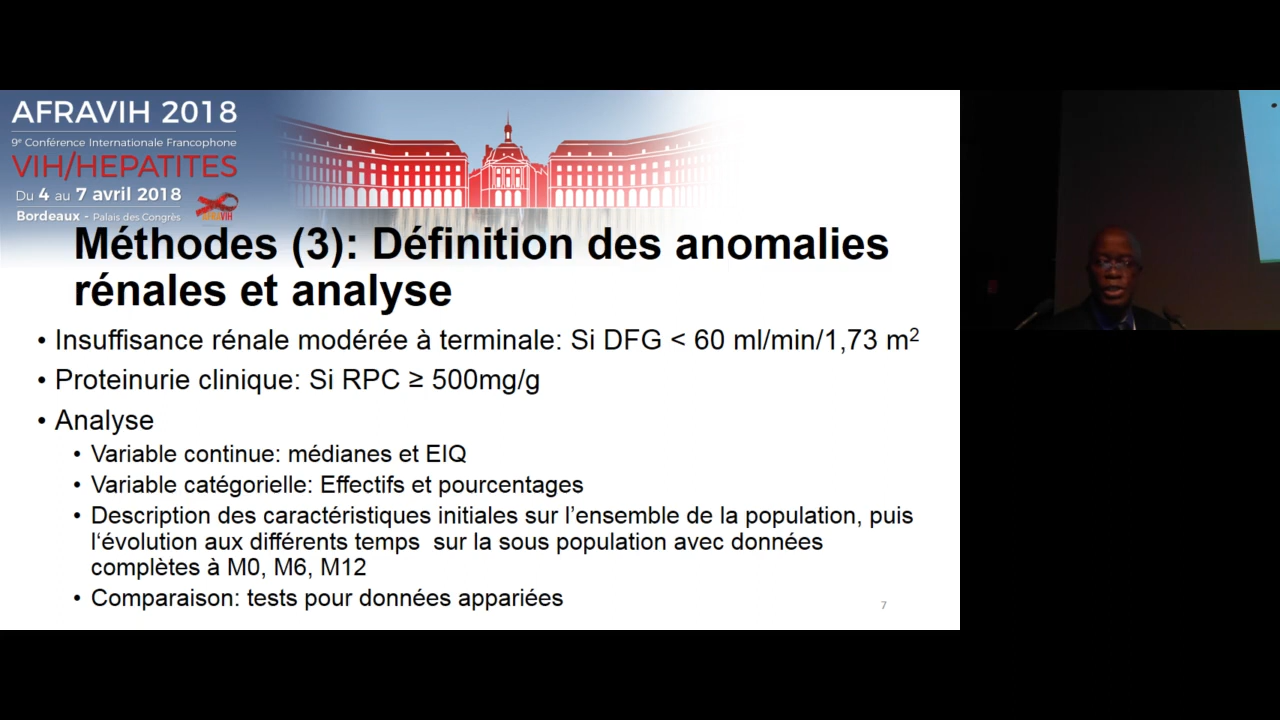 AFRAVIH 2018
9e Conférence Internationale Francophone
VIH/HEPATITES
Du 4 au 7 avril 2018
Bordeaux - Palais des Congrès
AFRAVIH
Méthodes (3): Définition des anomalies
rénales et analyse
• Insuffisance rénale modérée à terminale: Si DFG < 60 ml/min/1,73 m²
• Proteinurie clinique: Si RPC ≥ 500mg/g
• Analyse
• Variable continue: médianes et EIQ
• Variable catégorielle: Effectifs et pourcentages
• Description des caractéristiques initiales sur l’ensemble de la population, puis
l‘évolution aux différents temps sur la sous population avec données
complètes à M0, M6, M12
• Comparaison: tests pour données appariées
7